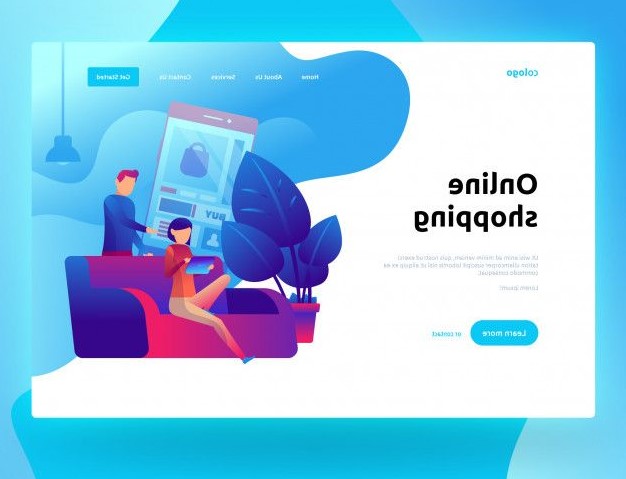 cologo
Home About Us Services Contact Us Get Started
BUY
Online
shopping
Ut wisi enim ad minim veniam, quis nostrud exerci
tation ullamcorper suscipit lobortis nisl ut aliquip ex ea
commodo consequat.
Lorem ipsum
Learn more or contact